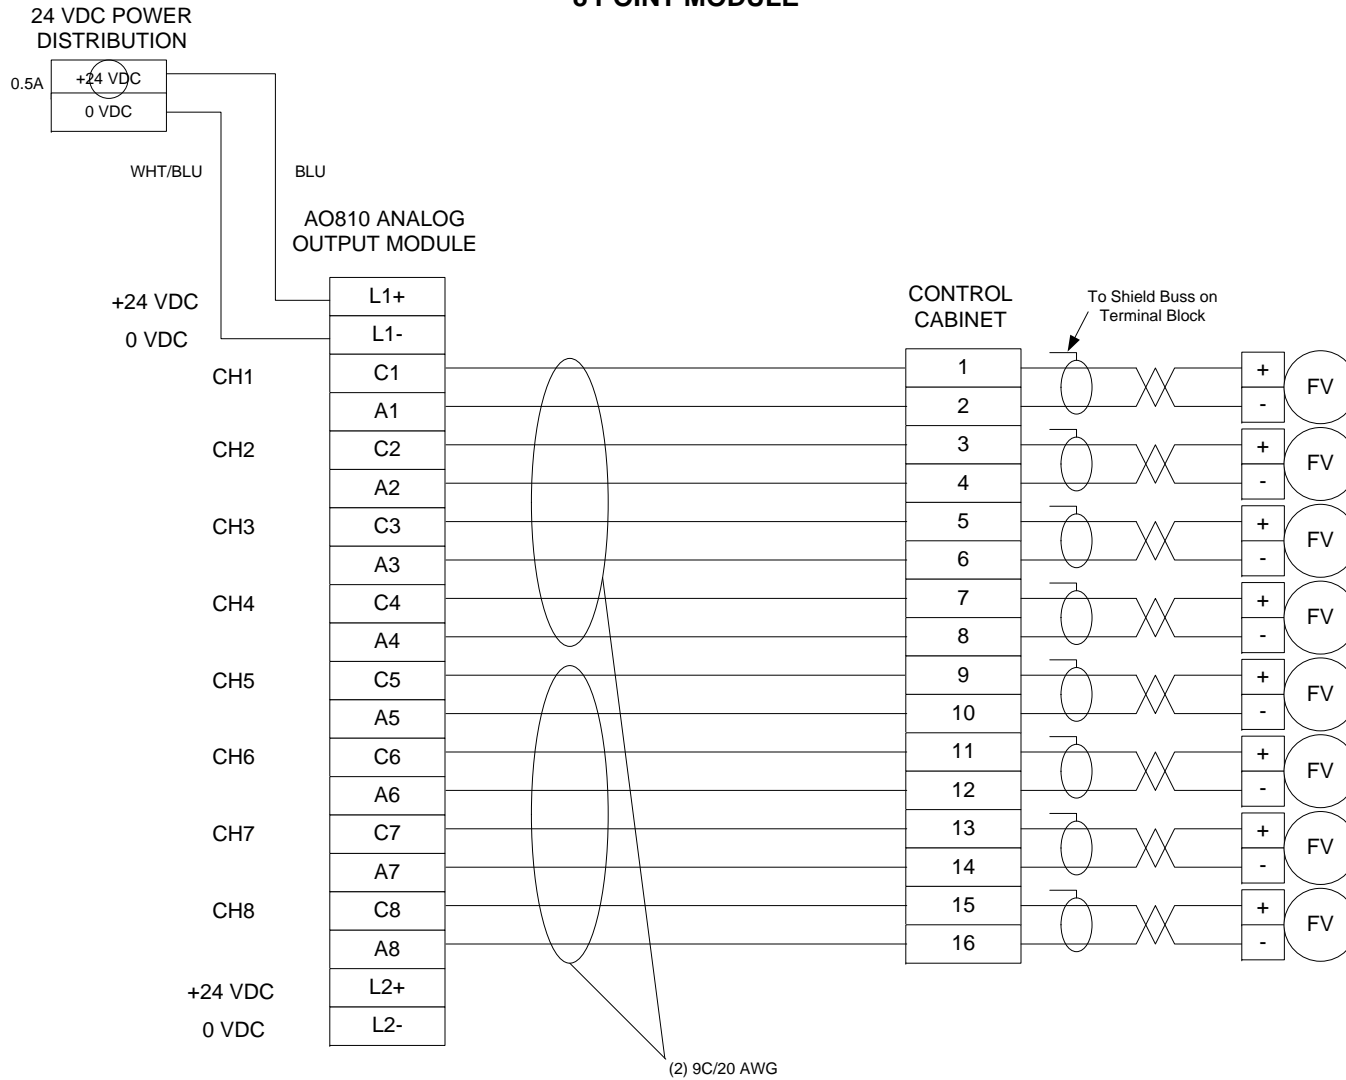 24 VDC POWER
DISTRIBUTION
0.5A
+24 VDC
0 VDC
WHT/BLU
BLU
AO810 ANALOG
OUTPUT MODULE
+24 VDC
L1+
0 VDC
L1-
CONTROL
CABINET
To Shield Buss on
Terminal Block
CH1
C1
1
+
FV
A1
2
-
CH2
C2
3
+
FV
A2
4
-
CH3
C3
5
+
FV
A3
6
-
CH4
C4
7
+
FV
A4
8
-
CH5
C5
9
+
FV
A5
10
-
CH6
C6
11
+
FV
A6
12
-
CH7
C7
13
+
FV
A7
14
-
CH8
C8
15
+
FV
A8
16
-
+24 VDC
L2+
0 VDC
L2-
(2) 9C/20 AWG